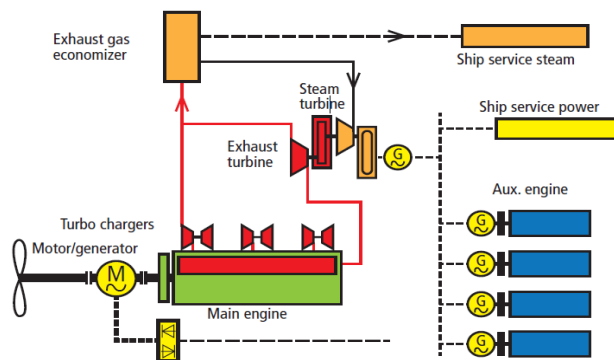 Exhaust gas
economizer
Ship service steam
Steam
turbine
Ship service power
Exhaust
turbine
G
Aux. engine
Turbo chargers
Motor/generator
M
Main engine
G
G
G
G